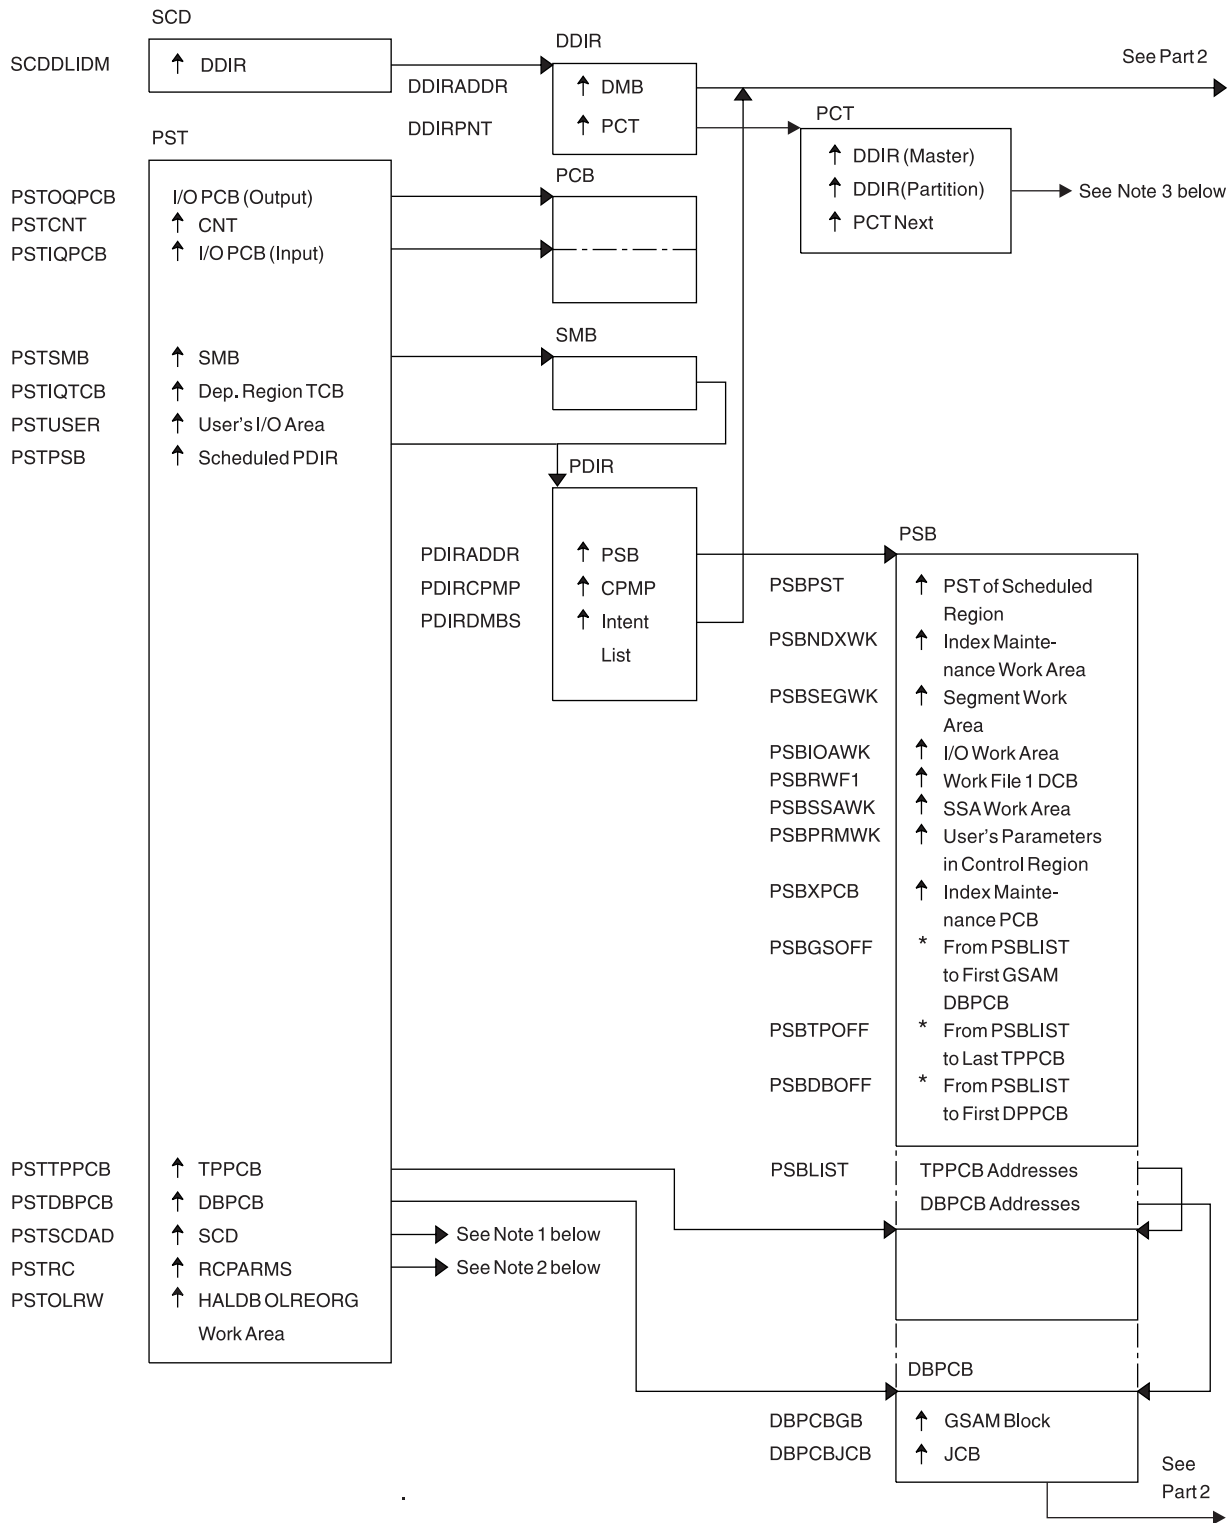 SCD
SCDDLIDM
↑ DDIR
DDIR
DDIRADDR
↑ DMB
DDIRPNT
↑ PCT
See Part 2
PCT
↑ DDIR (Master)
↑ DDIR (Partition)
↑ PCT Next
See Note 3 below
PST
PSTOQPCB
I/O PCB (Output)
PSTCNT
↑ CNT
PSTIQPCB
↑ I/O PCB (Input)
PCB
PSTSMB
↑ SMB
PSTIQTCB
↑ Dep. Region TCB
PSTUSER
↑ User's I/O Area
PSTPSB
↑ Scheduled PDIR
SMB
PDIR
PDIRADDR
↑ PSB
PDIRCPMP
↑ CPMP
PDIRDMBS
↑ Intent
List
PSB
PSBPST
↑ PST of Scheduled
Region
PSBNDXWK
↑ Index Mainte-
nance Work Area
PSBSEGWK
↑ Segment Work
Area
PSBIOAWK
↑ I/O Work Area
PSBRWF1
↑ Work File 1 DCB
PSBSSAWK
↑ SSA Work Area
PSBPRMWK
↑ User's Parameters
in Control Region
PSBXPCB
↑ Index Mainte-
nance PCB
PSBGSOFF
* From PSBLIST
to First GSAM
DBPCB
PSBTPOFF
* From PSBLIST
to Last TPPCB
PSBDBOFF
* From PSBLIST
to First DPPCB
PSTTPPCB
↑ TPPCB
PSTDBPCB
↑ DBPCB
PSTSCDAD
↑ SCD
See Note 1 below
PSTRC
↑ RCPARMS
See Note 2 below
PSTOLRW
↑ HALDB OLREORG
Work Area
PSBLIST
TPPCB Addresses
DBPCB Addresses
DBPCB
DBPCBGB
↑ GSAM Block
DBPCBJCB
↑ JCB
See
Part 2